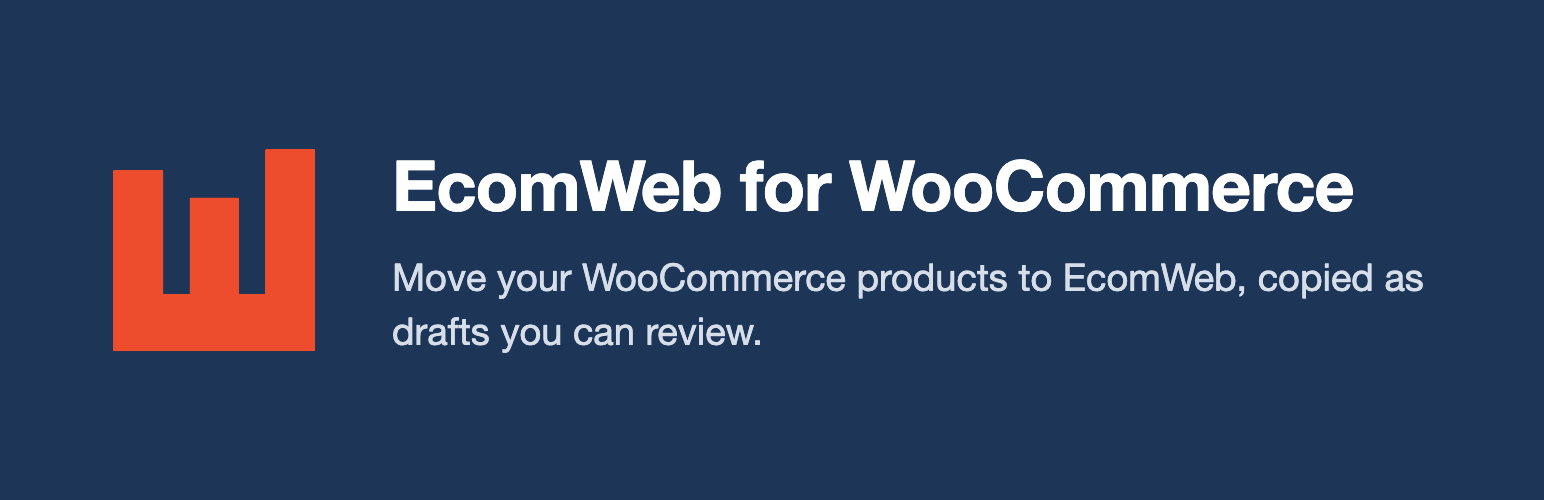 EcomWeb for WooCommerce
Move your WooCommerce products to EcomWeb, copied as
drafts you can review.